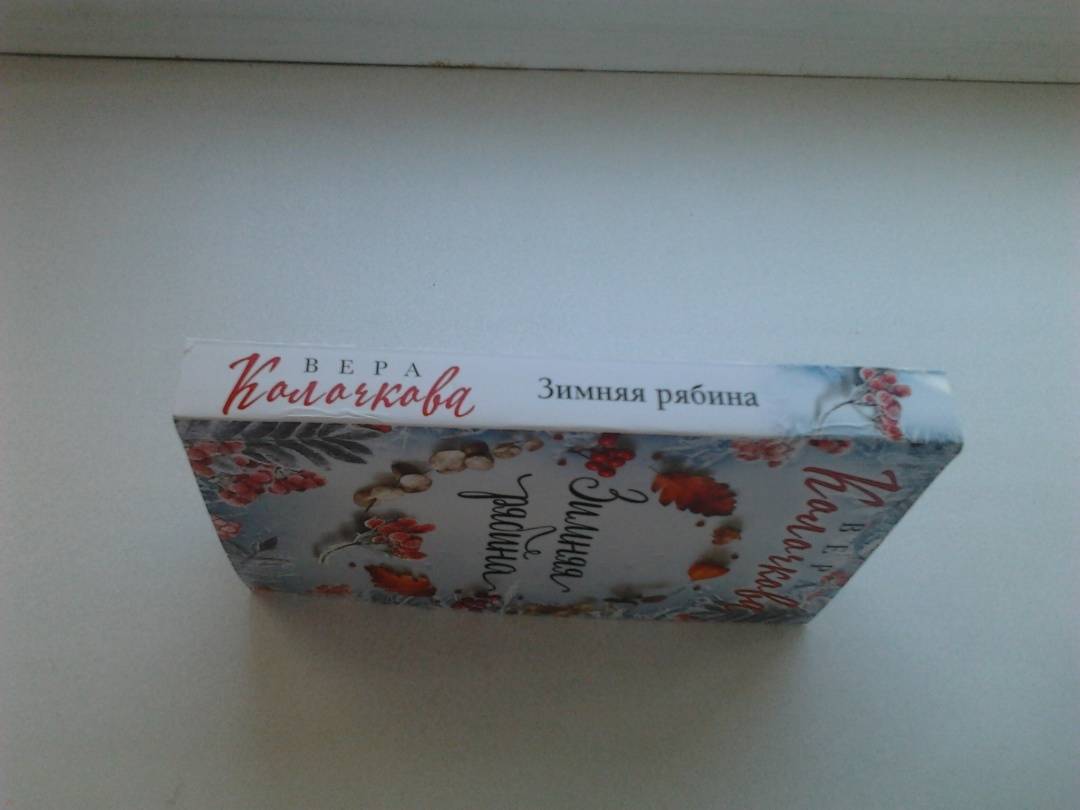 ВЕРА
Колочкова
Зимняя рябина
ВЕРА
Колочкова
Зимняя
рябина